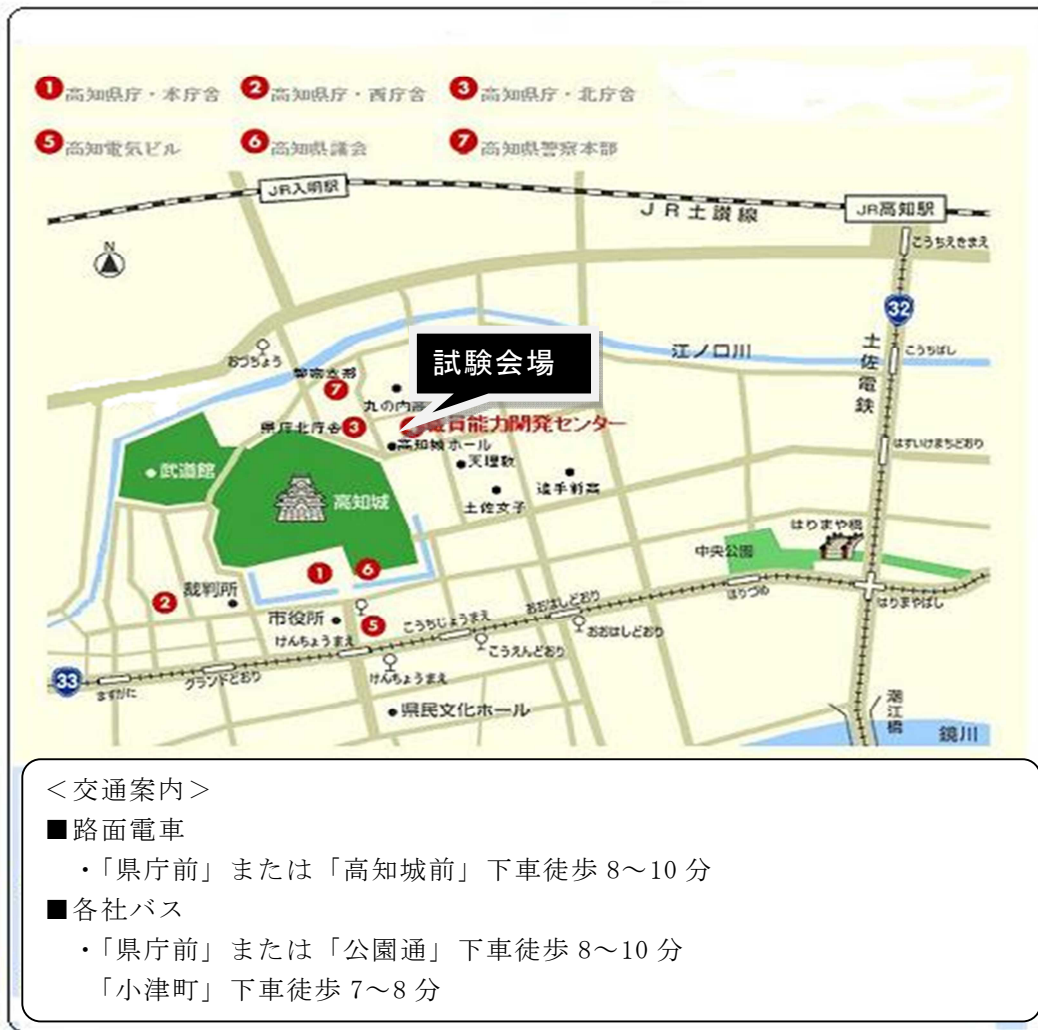 1 高知県庁・本庁舎 2 高知県庁・西庁舎 3 高知県庁・北庁舎
5 高知電気ビル 6 高知県議会 7 高知県警察本部
JR入明駅
JR土讃線
JR高知駅
こうちえきまえ
N
32
土佐電鉄
こうちばし
江ノ口川
試験会場
おづちょう
7
丸の内高
県庁北庁舎 3
職員能力開発センター
高知城ホール
天理教
追手前高
土佐女子
はすいけまちどおり
武道館
高知城
はりまや橋
中央公園
1
6
2
裁判所
市役所
5
けんちょうまえ
こうちじょうまえ
おおはしどおり
はりづめ
はりまやばし
おおはしどおり
こうえんどおり
けんちょうまえ
33
ますがた
グランドどおり
県民文化ホール
潮江橋
鏡川
＜交通案内＞
■路面電車
・「県庁前」または「高知城前」下車徒歩 8～10 分
■各社バス
・「県庁前」または「公園通」下車徒歩 8～10 分
「小津町」下車徒歩 7～8 分